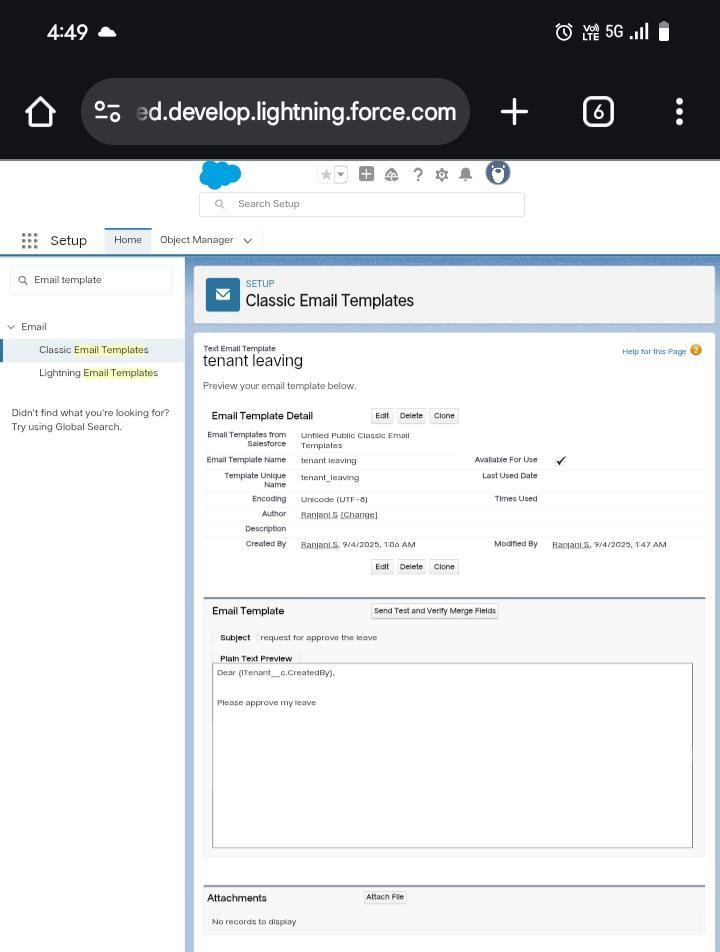 4:49
Vo) LTE 5G
ed.develop.lightning.force.com
6
Search Setup
Setup
Home
Object Manager
Email template
Email
Classic Email Templates
Lightning Email Templates
Didn't find what you're looking for?
Try using Global Search.
SETUP
Classic Email Templates
Text Email Template
tenant leaving
Help for this Page
Preview your email template below.
Email Template Detail
Edit Delete Clone
Email Templates from Salesforce Unfiled Public Classic Email Templates
Email Template Name tenant leaving Available For Use ✓
Template Unique Name tenant_leaving Last Used Date
Encoding Unicode (UTF-8) Times Used
Author Ranjani S [Change]
Description
Created By Ranjani S, 9/4/2025, 1:06 AM Modified By Ranjani S, 9/4/2025, 1:47 AM
Edit Delete Clone
Email Template
Send Test and Verify Merge Fields
Subject request for approve the leave
Plain Text Preview
Dear {!Tenant__c.CreatedBy},
Please approve my leave
Attachments
Attach File
No records to display